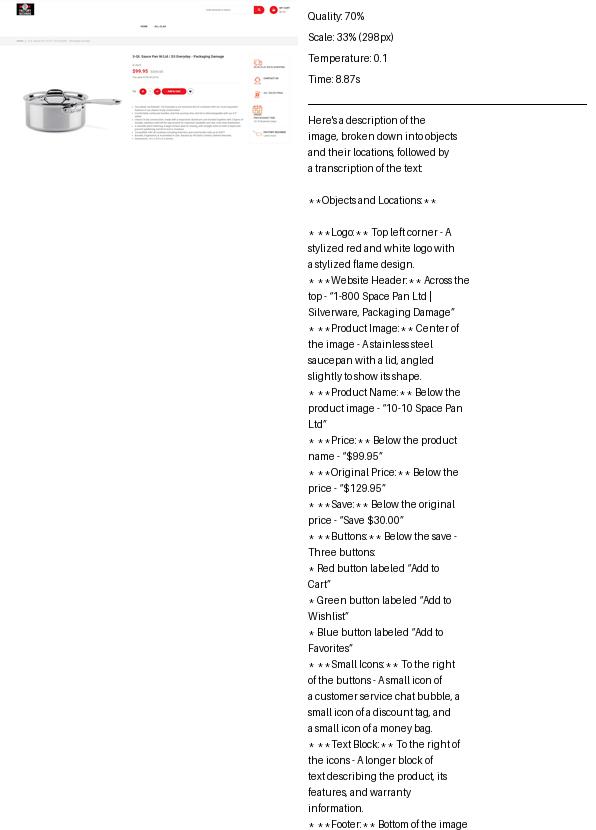 HOME
3-Qt. Sauce Pan W/Lid / D3 Everyday - Packaging Damage
$99.95
Add to Cart
Quality: 70%
Scale: 33% (298px)
Temperature: 0.1
Time: 8.87s
Here's a description of the
image, broken down into objects
and their locations, followed by
a transcription of the text:
**Objects and Locations:**
* **Logo:** Top left corner - A
stylized red and white logo with
a stylized flame design.
* **Website Header:** Across the
top - "1-800 Space Pan Ltd |
Silverware, Packaging Damage"
* **Product Image:** Center of
the image - A stainless steel
saucepan with a lid, angled
slightly to show its shape.
* **Product Name:** Below the
product image - "10-10 Space Pan
Ltd"
* **Price:** Below the product
name - "$99.95"
* **Original Price:** Below the
price - "$129.95"
* **Save:** Below the original
price - "Save $30.00"
* **Buttons:** Below the save -
Three buttons:
* Red button labeled "Add to
Cart"
* Green button labeled "Add to
Wishlist"
* Blue button labeled "Add to
Favorites"
* **Small Icons:** To the right
of the buttons - A small icon of
a customer service chat bubble, a
small icon of a discount tag, and
a small icon of a money bag.
* **Text Block:** To the right of
the icons - A longer block of
text describing the product, its
features, and warranty
information.
* **Footer:** Bottom of the image